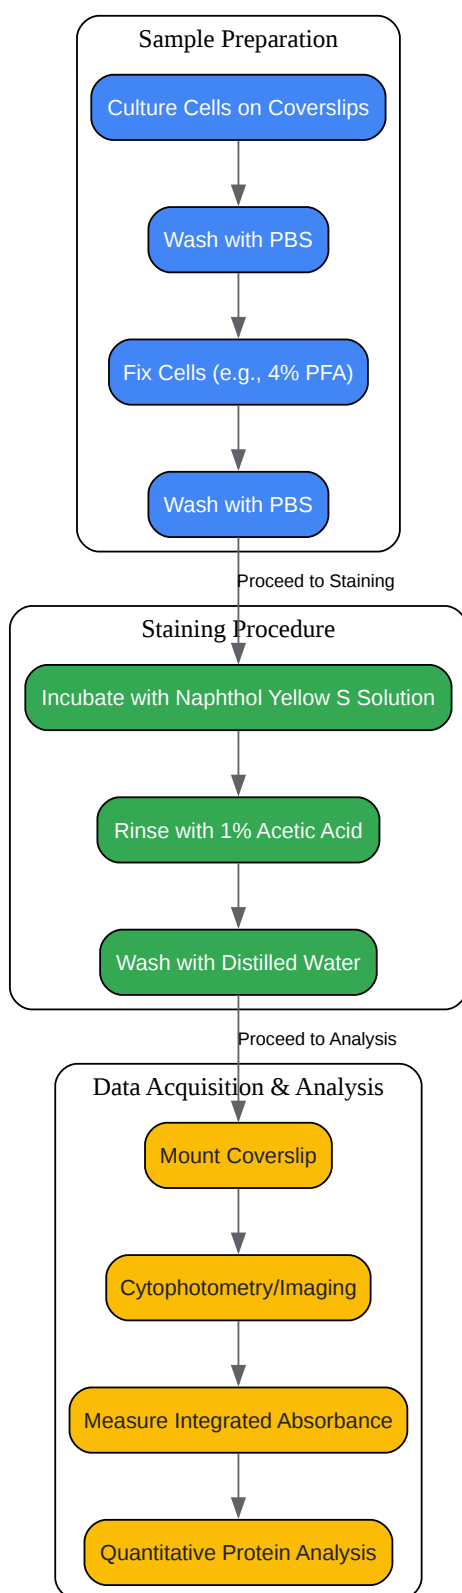 Sample Preparation
Culture Cells on Coverslips
Wash with PBS
Fix Cells (e.g., 4% PFA)
Wash with PBS
Proceed to Staining
Staining Procedure
Incubate with Naphthol Yellow S Solution
Rinse with 1% Acetic Acid
Wash with Distilled Water
Proceed to Analysis
Data Acquisition & Analysis
Mount Coverslip
Cytophotometry/Imaging
Measure Integrated Absorbance
Quantitative Protein Analysis